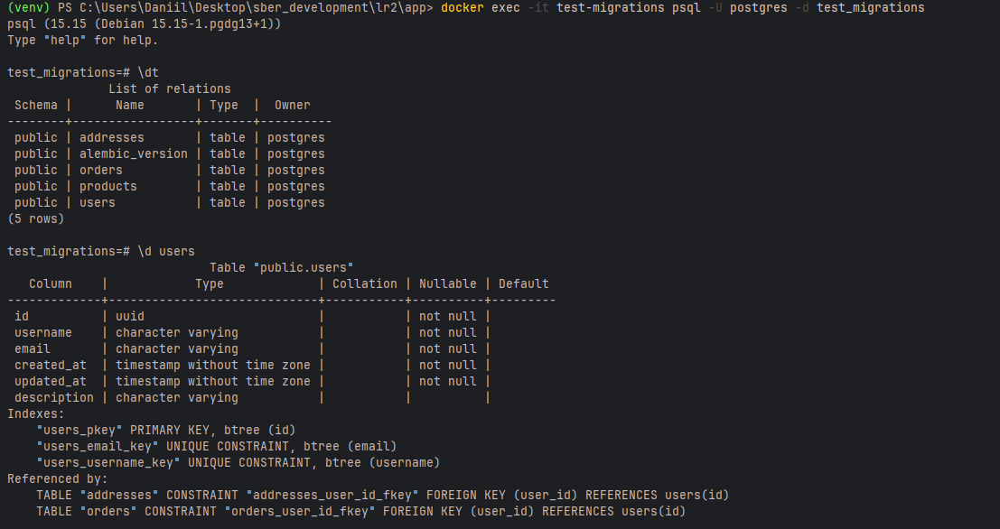 (venv) PS C:\Users\Daniil\Desktop\sber_development\lr2\app> docker exec -it test-migrations psql -U postgres -d test_migrations
psql (15.15 (Debian 15.15-1.pgdg13+1))
Type "help" for help.

test_migrations=# \dt
              List of relations
 Schema |      Name       | Type  |  Owner
--------+-----------------+-------+----------
 public | addresses       | table | postgres
 public | alembic_version | table | postgres
 public | orders          | table | postgres
 public | products        | table | postgres
 public | users           | table | postgres
(5 rows)

test_migrations=# \d users
                            Table "public.users"
   Column    |            Type             | Collation | Nullable | Default
-------------+-----------------------------+-----------+----------+---------
 id          | uuid                        |           | not null |
 username    | character varying           |           | not null |
 email       | character varying           |           | not null |
 created_at  | timestamp without time zone |           | not null |
 updated_at  | timestamp without time zone |           | not null |
 description | character varying           |           |          |
Indexes:
    "users_pkey" PRIMARY KEY, btree (id)
    "users_email_key" UNIQUE CONSTRAINT, btree (email)
    "users_username_key" UNIQUE CONSTRAINT, btree (username)
Referenced by:
    TABLE "addresses" CONSTRAINT "addresses_user_id_fkey" FOREIGN KEY (user_id) REFERENCES users(id)
    TABLE "orders" CONSTRAINT "orders_user_id_fkey" FOREIGN KEY (user_id) REFERENCES users(id)